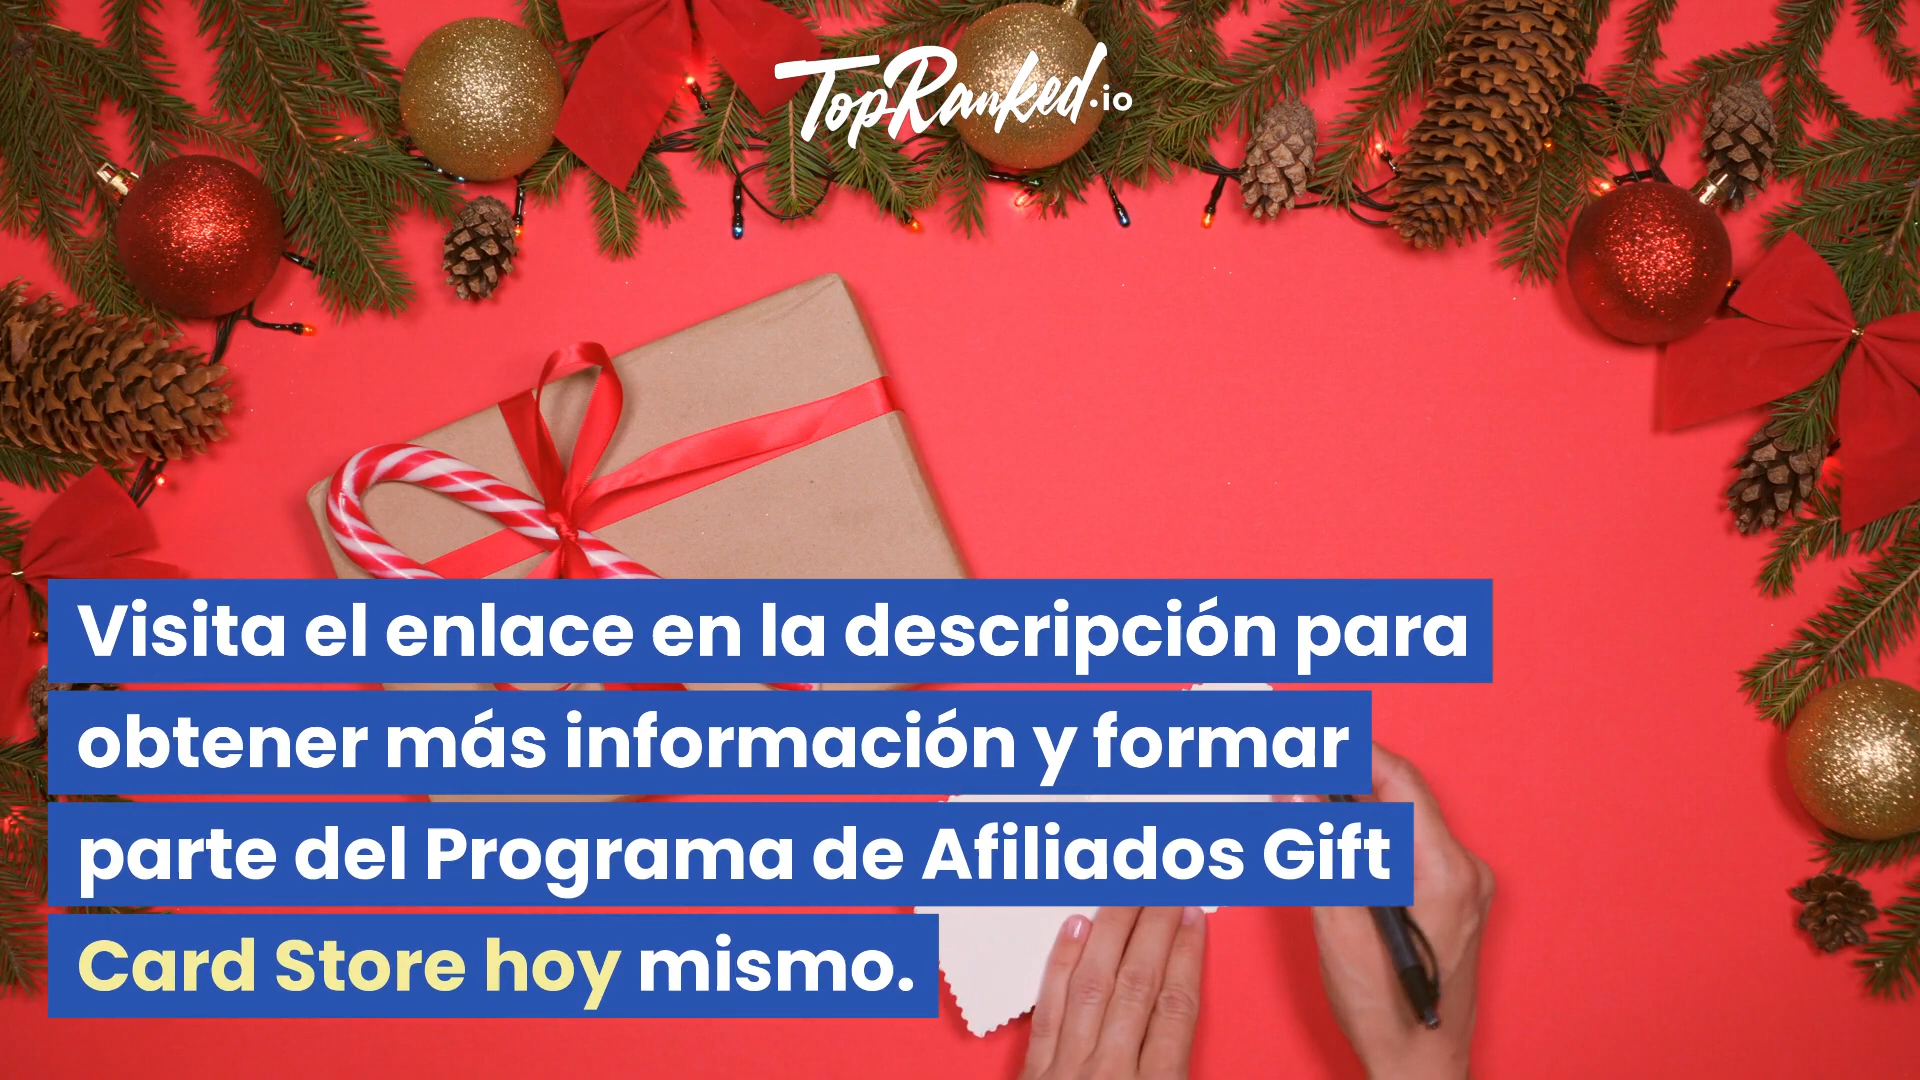 TopRanked.io
Visita el enlace en la descripción para
obtener más información y formar
parte del Programa de Afiliados Gift
Card Store hoy mismo.